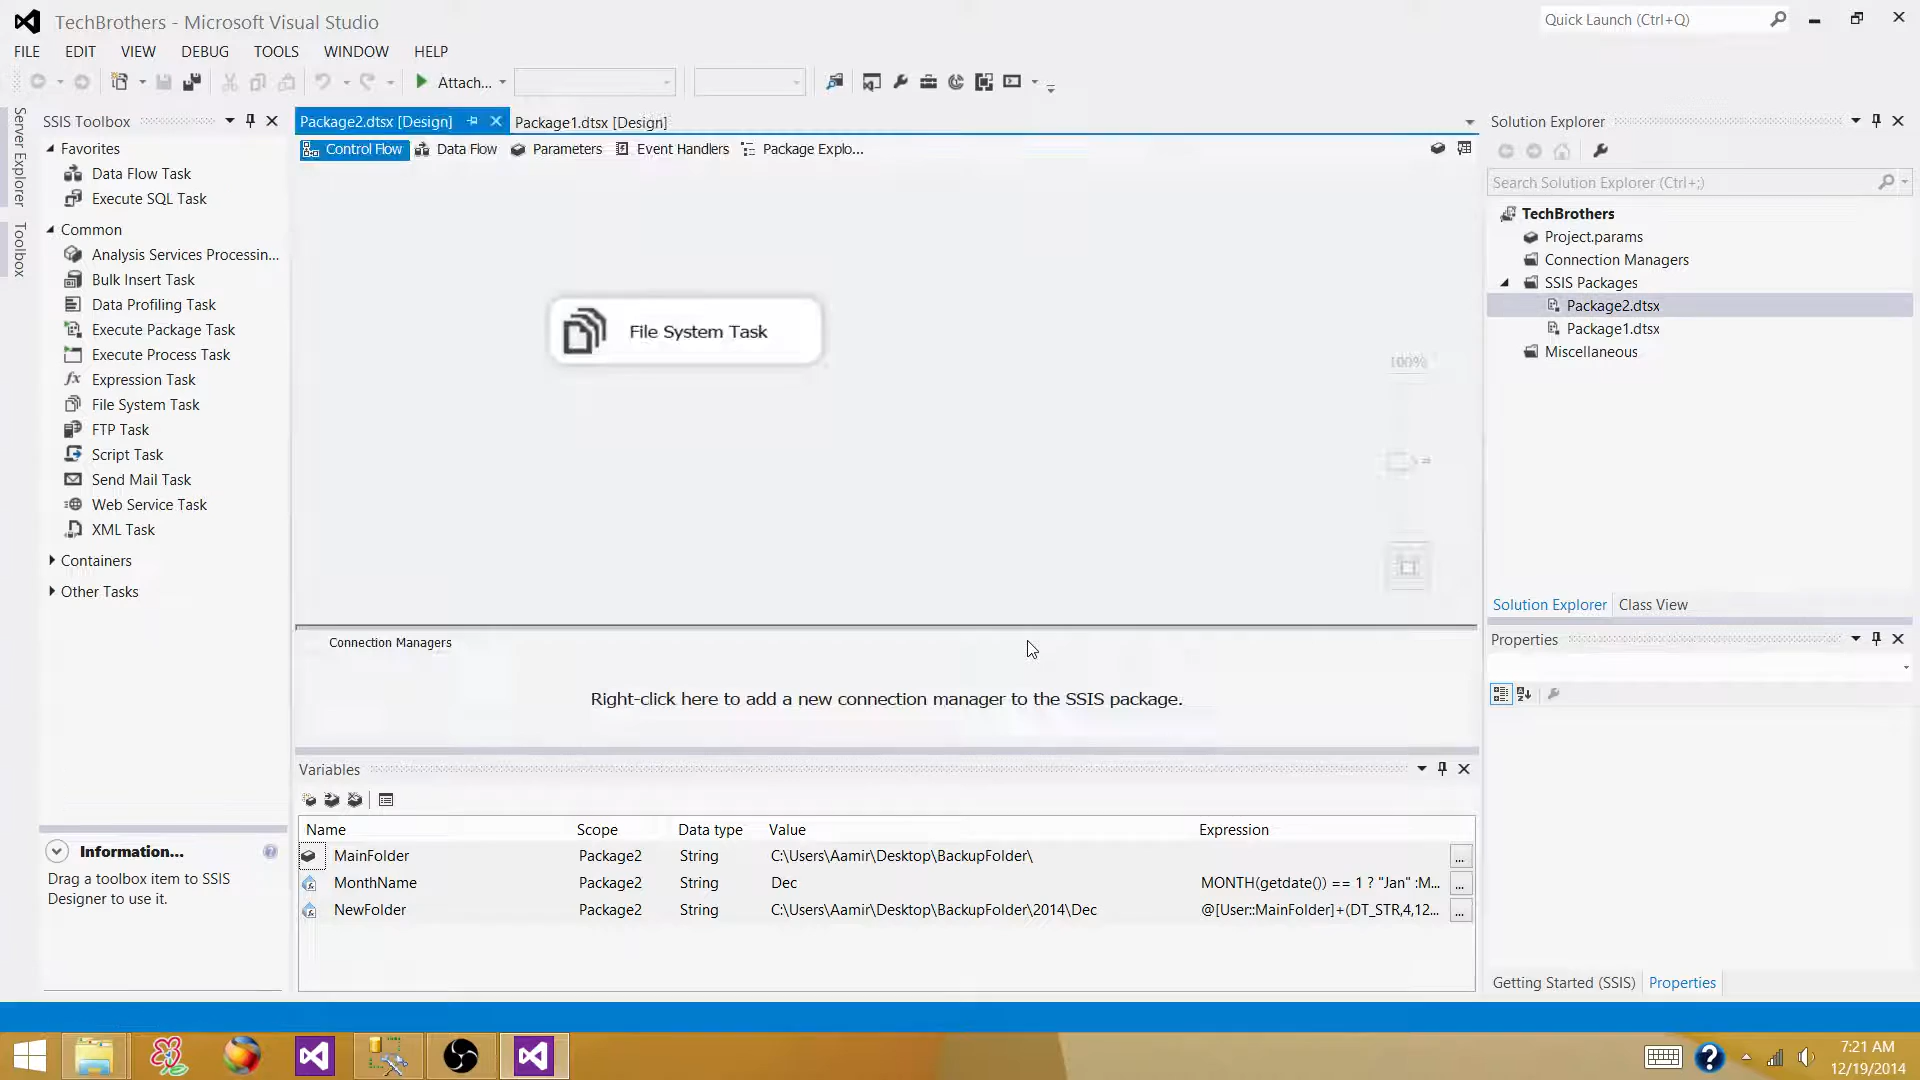 TechBrothers - Microsoft Visual Studio
Quick Launch (Ctrl+Q)
FILE EDIT VIEW DEBUG TOOLS WINDOW HELP
Attach...
Server Explorer
Toolbox
SSIS Toolbox
Favorites
Data Flow Task
Execute SQL Task
Common
Analysis Services Processin...
Bulk Insert Task
Data Profiling Task
Execute Package Task
Execute Process Task
Expression Task
File System Task
FTP Task
Script Task
Send Mail Task
Web Service Task
XML Task
Containers
Other Tasks
Information...
Drag a toolbox item to SSIS
Designer to use it.
Package2.dtsx [Design] Package1.dtsx [Design]
Control Flow Data Flow Parameters Event Handlers Package Explo...
File System Task
100%
Connection Managers
Right-click here to add a new connection manager to the SSIS package.
Variables
Name Scope Data type Value Expression
MainFolder Package2 String C:\Users\Aamir\Desktop\BackupFolder\ ...
MonthName Package2 String Dec MONTH(getdate()) == 1 ? "Jan" :M... ...
NewFolder Package2 String C:\Users\Aamir\Desktop\BackupFolder\2014\Dec @[User::MainFolder]+(DT_STR,4,12... ...
Solution Explorer
Search Solution Explorer (Ctrl+;)
TechBrothers
Project.params
Connection Managers
SSIS Packages
Package2.dtsx
Package1.dtsx
Miscellaneous
Solution Explorer Class View
Properties
Getting Started (SSIS) Properties
7:21 AM
12/19/2014